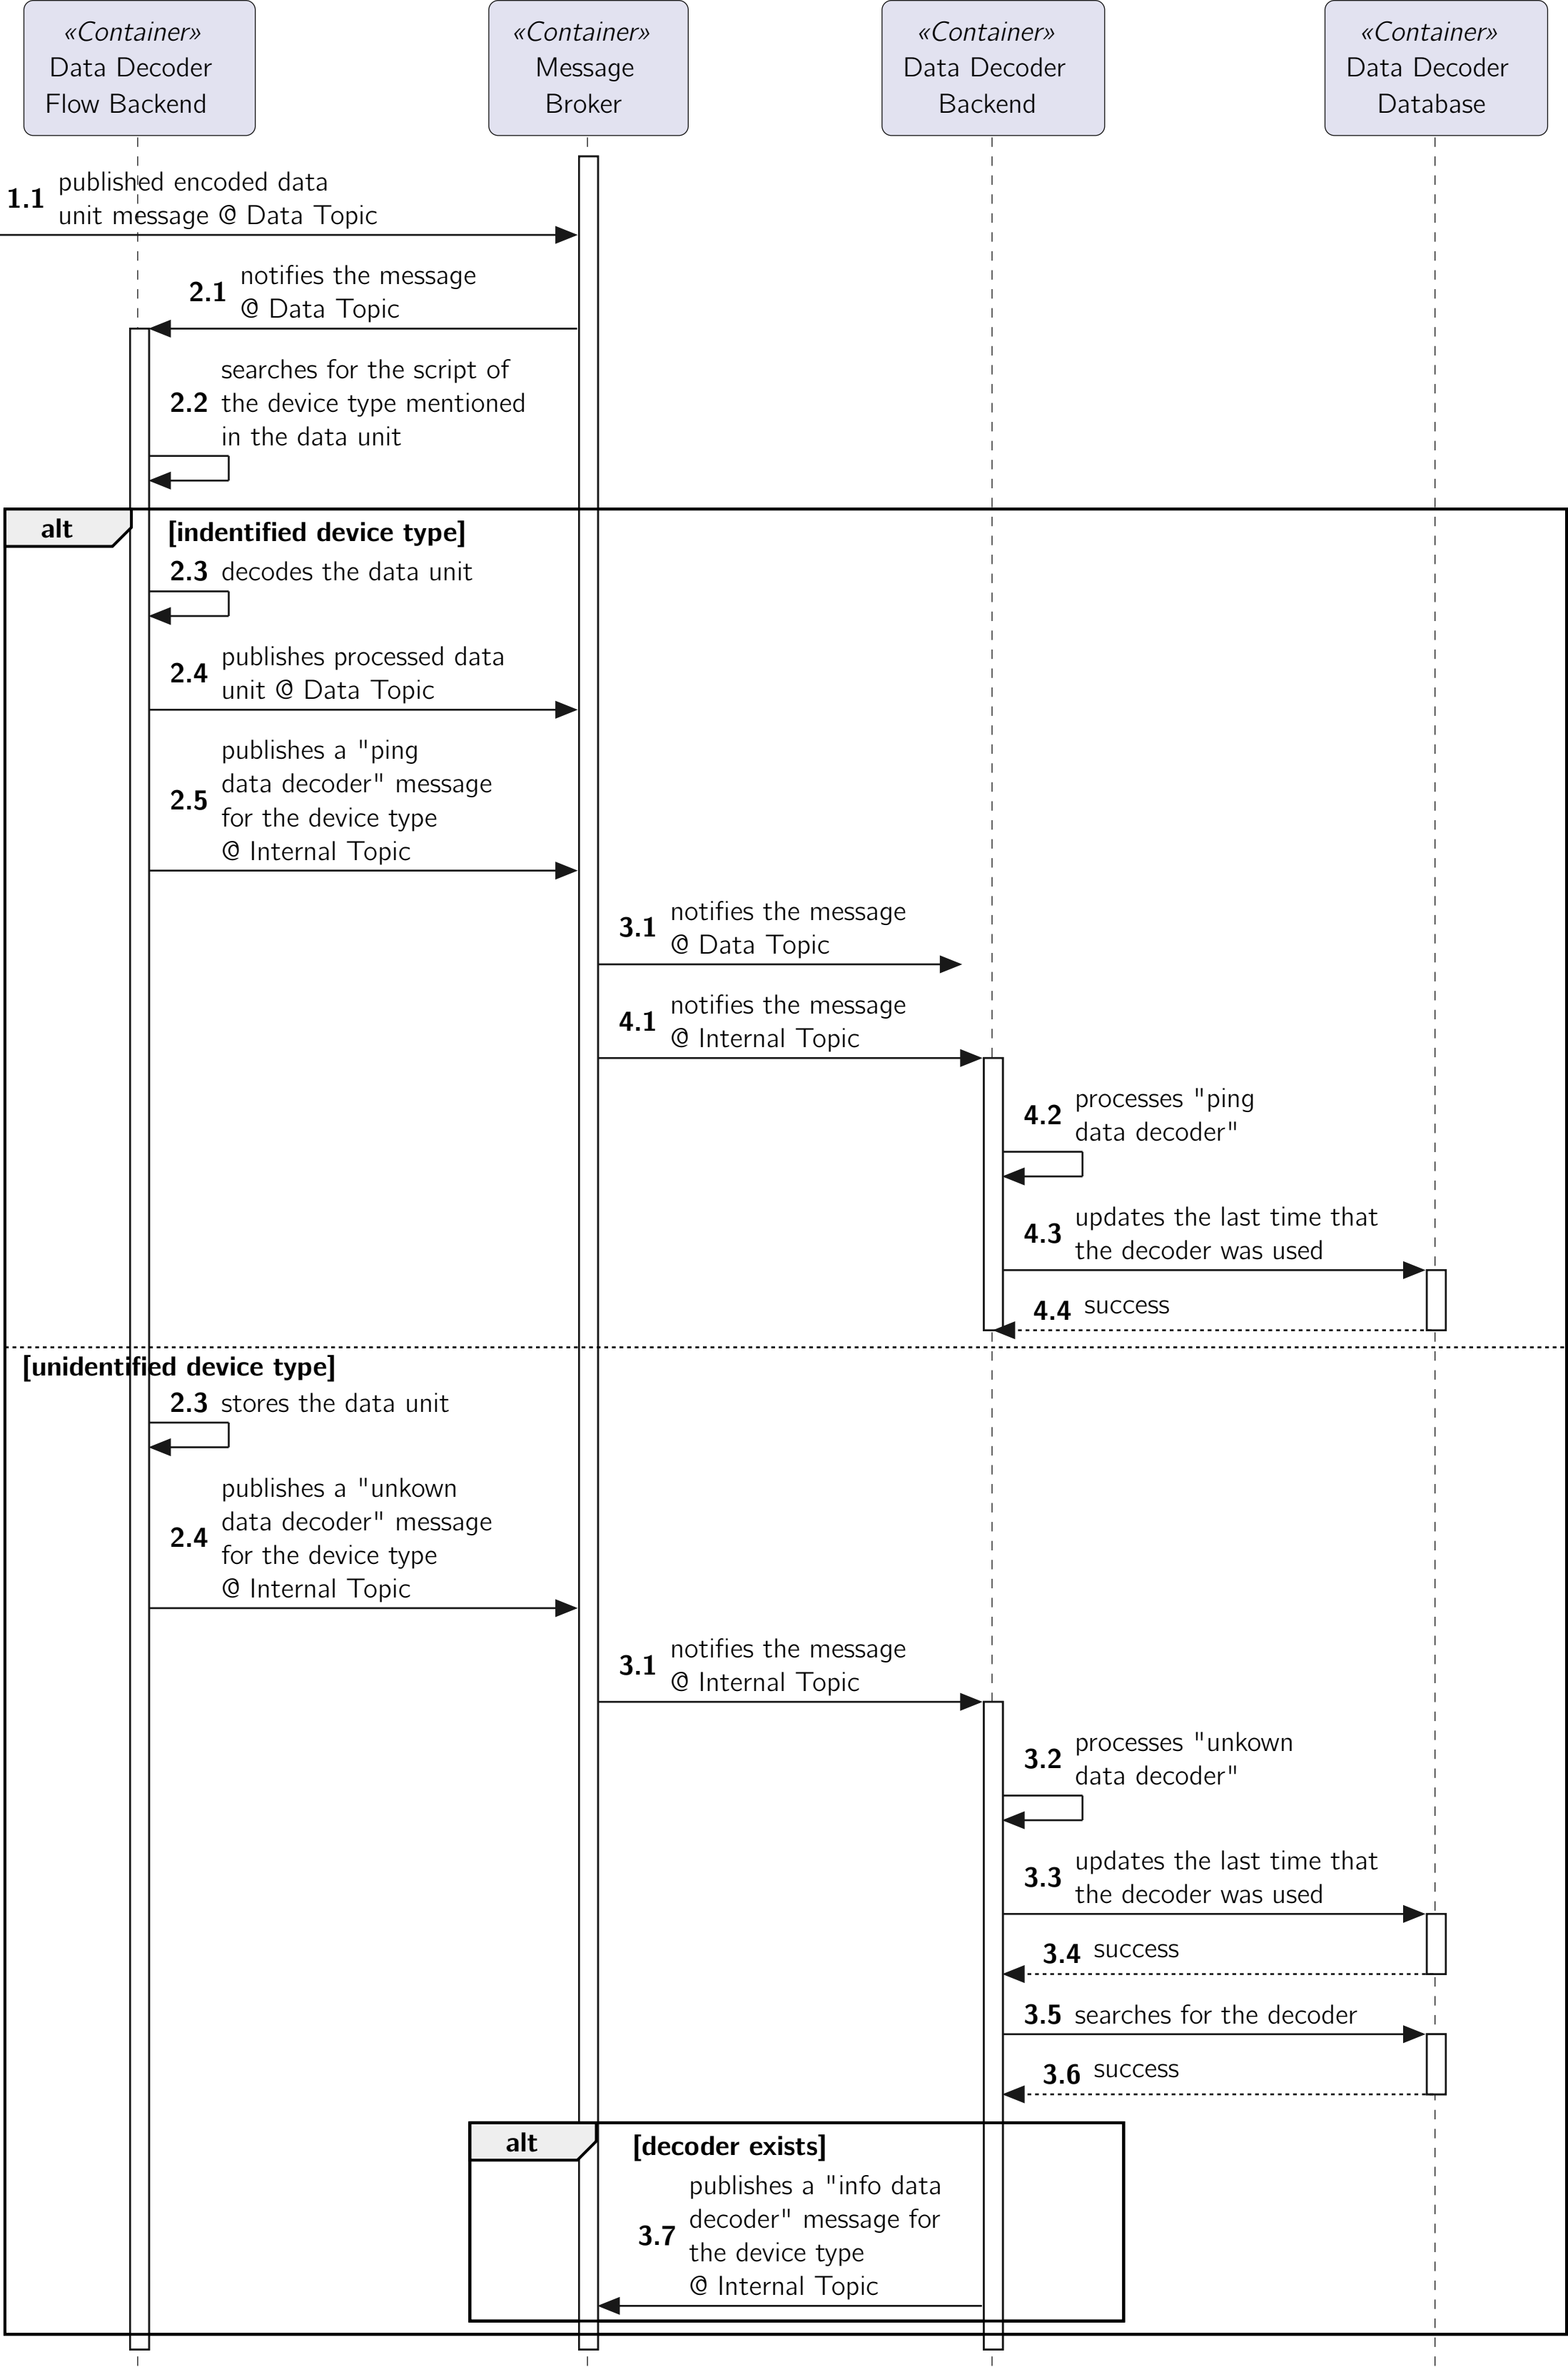 «Container»
Data Decoder
Flow Backend
«Container»
Message
Broker
«Container»
Data Decoder
Backend
«Container»
Data Decoder
Database
1.1 published encoded data
unit message @ Data Topic
2.1 notifies the message
@ Data Topic
2.2 searches for the script of
the device type mentioned
in the data unit
alt [indentified device type]
2.3 decodes the data unit
2.4 publishes processed data
unit @ Data Topic
2.5 publishes a "ping
data decoder" message
for the device type
@ Internal Topic
3.1 notifies the message
@ Data Topic
4.1 notifies the message
@ Internal Topic
4.2 processes "ping
data decoder"
4.3 updates the last time that
the decoder was used
4.4 success
[unidentified device type]
2.3 stores the data unit
2.4 publishes a "unkown
data decoder" message
for the device type
@ Internal Topic
3.1 notifies the message
@ Internal Topic
3.2 processes "unkown
data decoder"
3.3 updates the last time that
the decoder was used
3.4 success
3.5 searches for the decoder
3.6 success
alt [decoder exists]
3.7 publishes a "info data
decoder" message for
the device type
@ Internal Topic